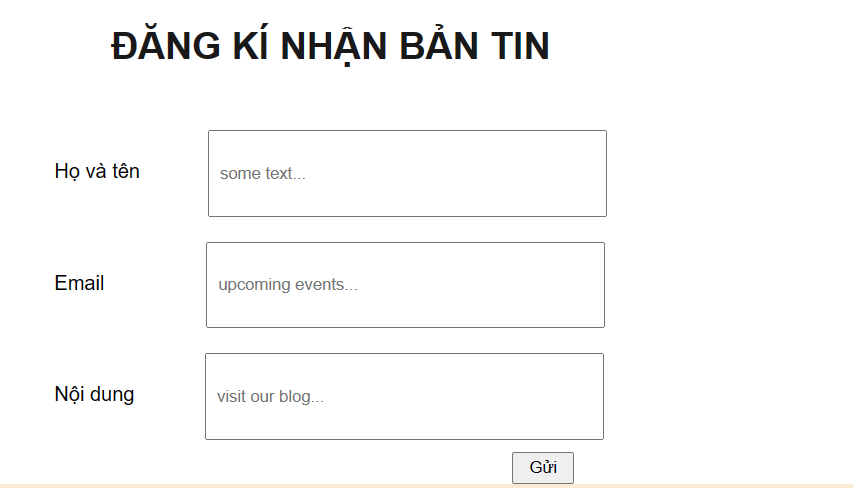 ĐĂNG KÍ NHẬN BẢN TIN
Họ và tên
some text...
Email
upcoming events...
Nội dung
visit our blog...
Gửi